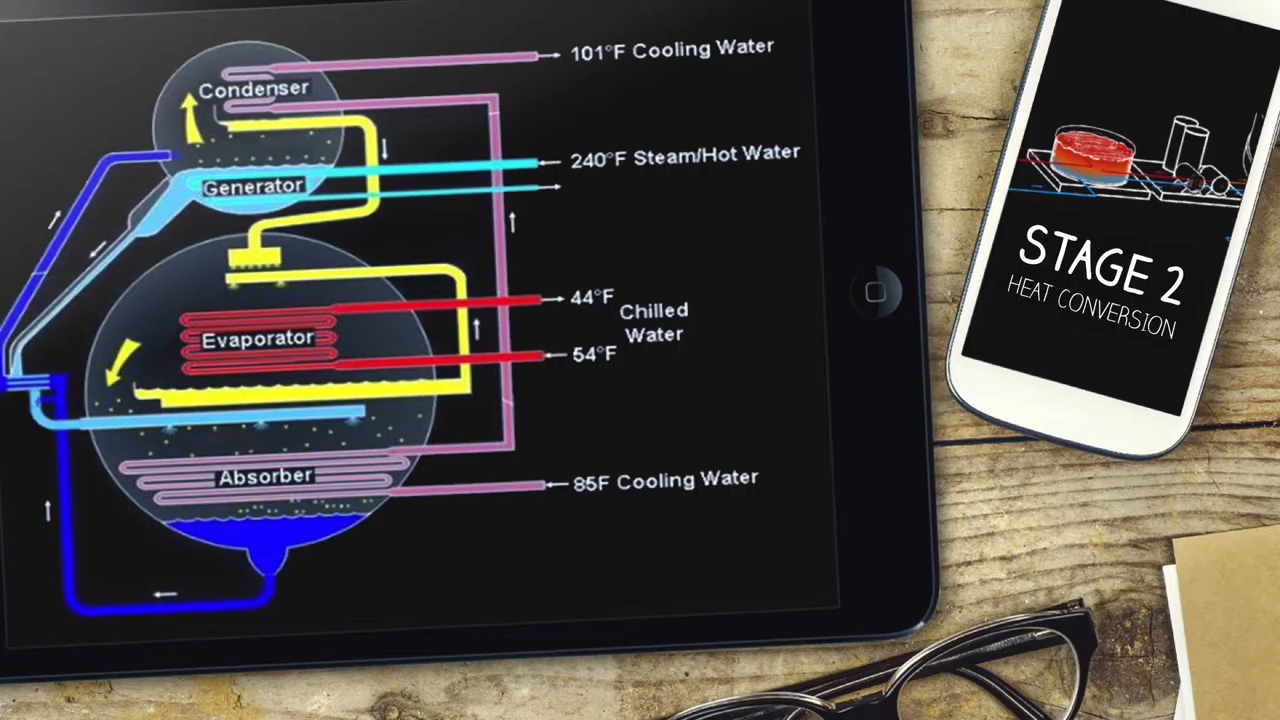 101°F Cooling Water
Condenser
240°F Steam/Hot Water
Generator
44°F
Chilled
Water
Evaporator
54°F
Absorber
85F Cooling Water
STAGE 2
HEAT CONVERSION